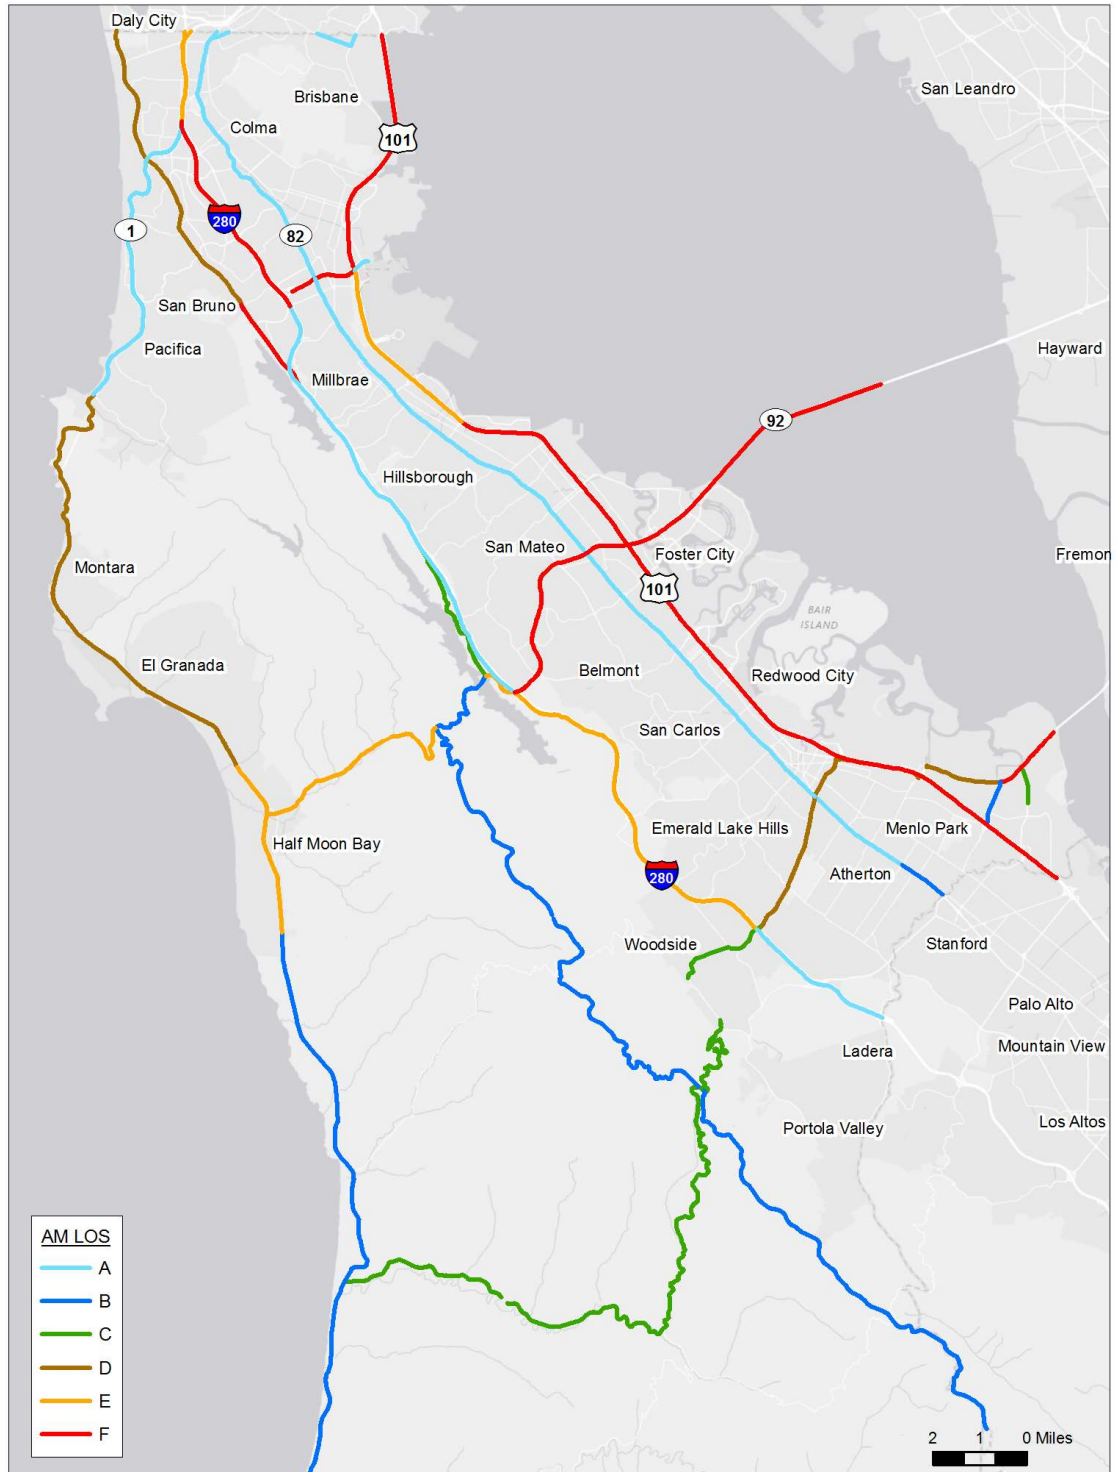 Daly City
San Leandro
Brisbane
Colma
101
280
1
82
San Bruno
Pacifica
Hayward
Millbrae
92
Hillsborough
San Mateo
Foster City
Fremon
Montara
101
BAIR
ISLAND
El Granada
Belmont
Redwood City
San Carlos
Emerald Lake Hills
Menlo Park
Half Moon Bay
Atherton
280
Woodside
Stanford
Palo Alto
Ladera
Mountain View
Portola Valley
Los Altos
AM LOS
A
B
C
D
E
F
2 1 0 Miles